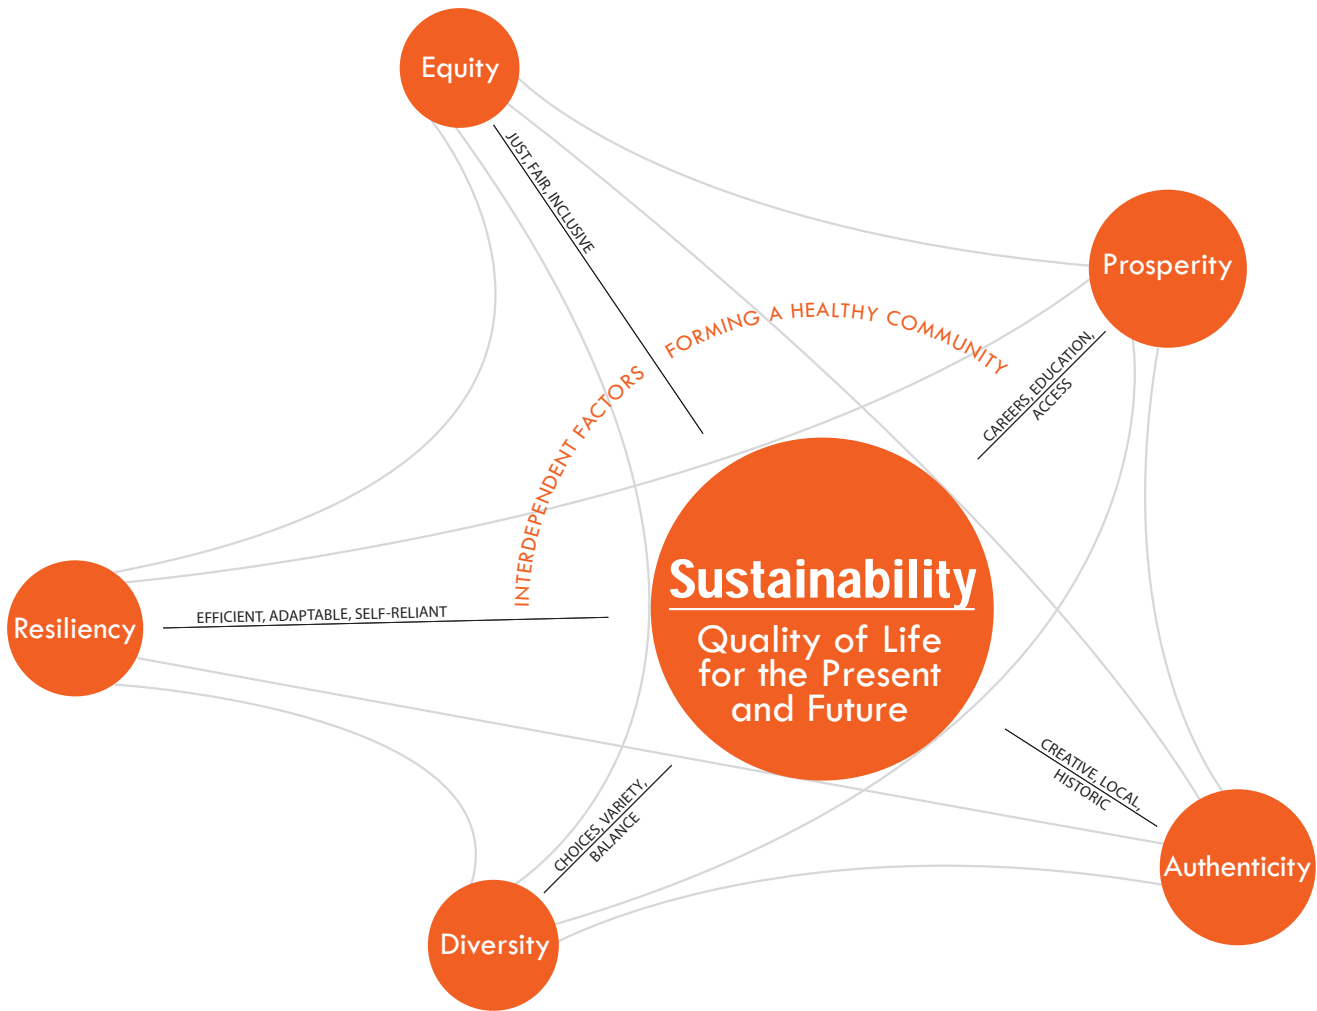 Equity
JUST, FAIR, INCLUSIVE
Prosperity
CAREERS, EDUCATION,
ACCESS
INTERDEPENDENT FACTORS FORMING A HEALTHY COMMUNITY
Sustainability
Quality of Life
for the Present
and Future
Resiliency
EFFICIENT, ADAPTABLE, SELF-RELIANT
CREATIVE, LOCAL,
HISTORIC
Authenticity
CHOICES, VARIETY,
BALANCE
Diversity